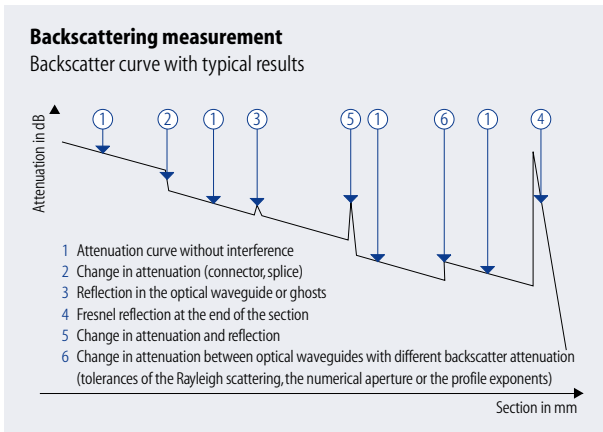 Backscattering measurement
Backscatter curve with typical results
Attenuation in dB
1 2 1 3 5 1 6 1 4
1 Attenuation curve without interference
2 Change in attenuation (connector, splice)
3 Reflection in the optical waveguide or ghosts
4 Fresnel reflection at the end of the section
5 Change in attenuation and reflection
6 Change in attenuation between optical waveguides with different backscatter attenuation
(tolerances of the Rayleigh scattering, the numerical aperture or the profile exponents)
Section in mm